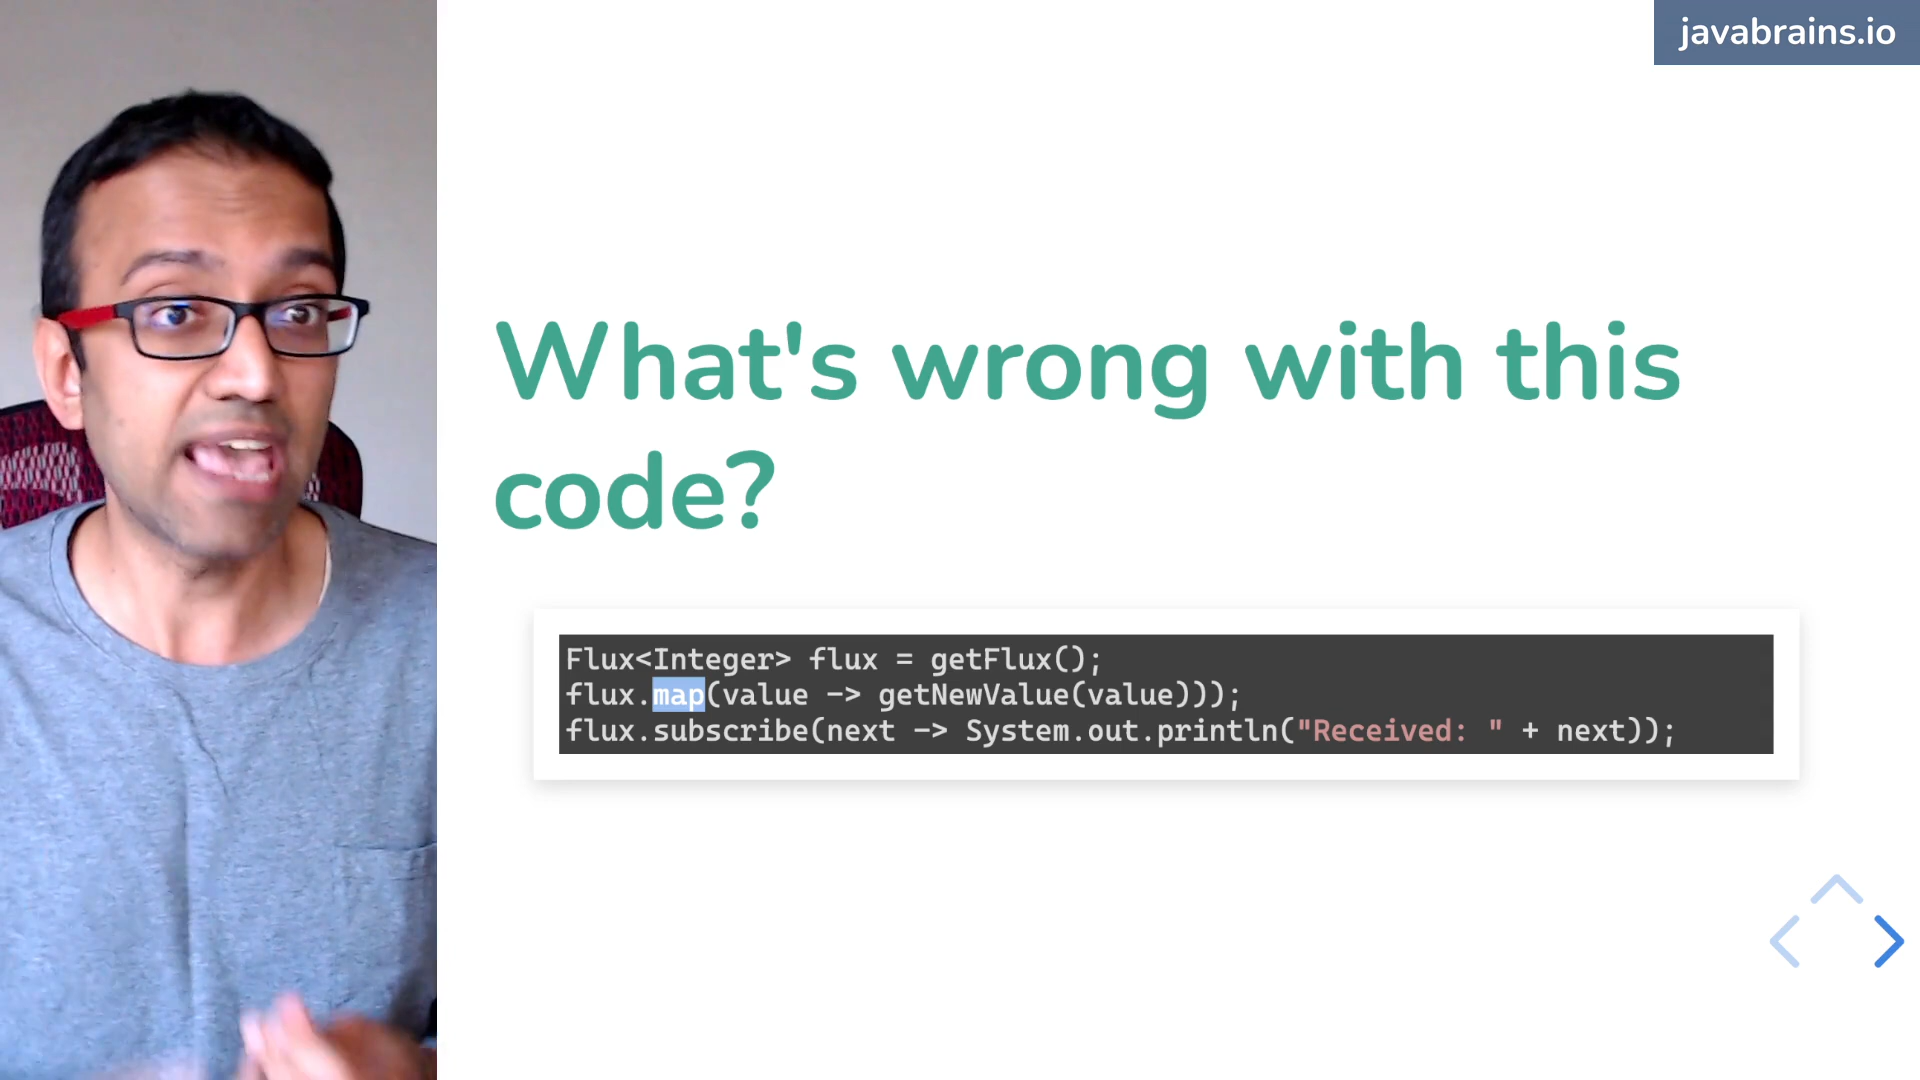 javabrains.io
What's wrong with this
code?
Flux<Integer> flux = getFlux();
flux.map(value -> getNewValue(value)));
flux.subscribe(next -> System.out.println("Received: " + next));